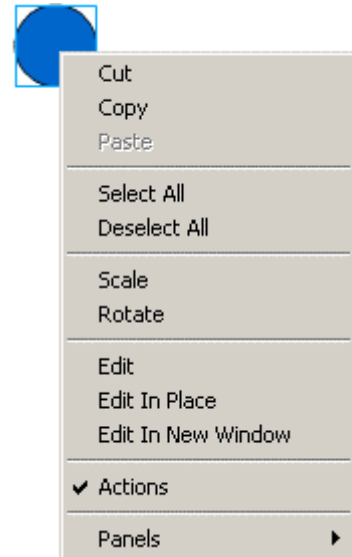 Cut
Copy
Paste
Select All
Deselect All
Scale
Rotate
Edit
Edit In Place
Edit In New Window
Actions
Panels